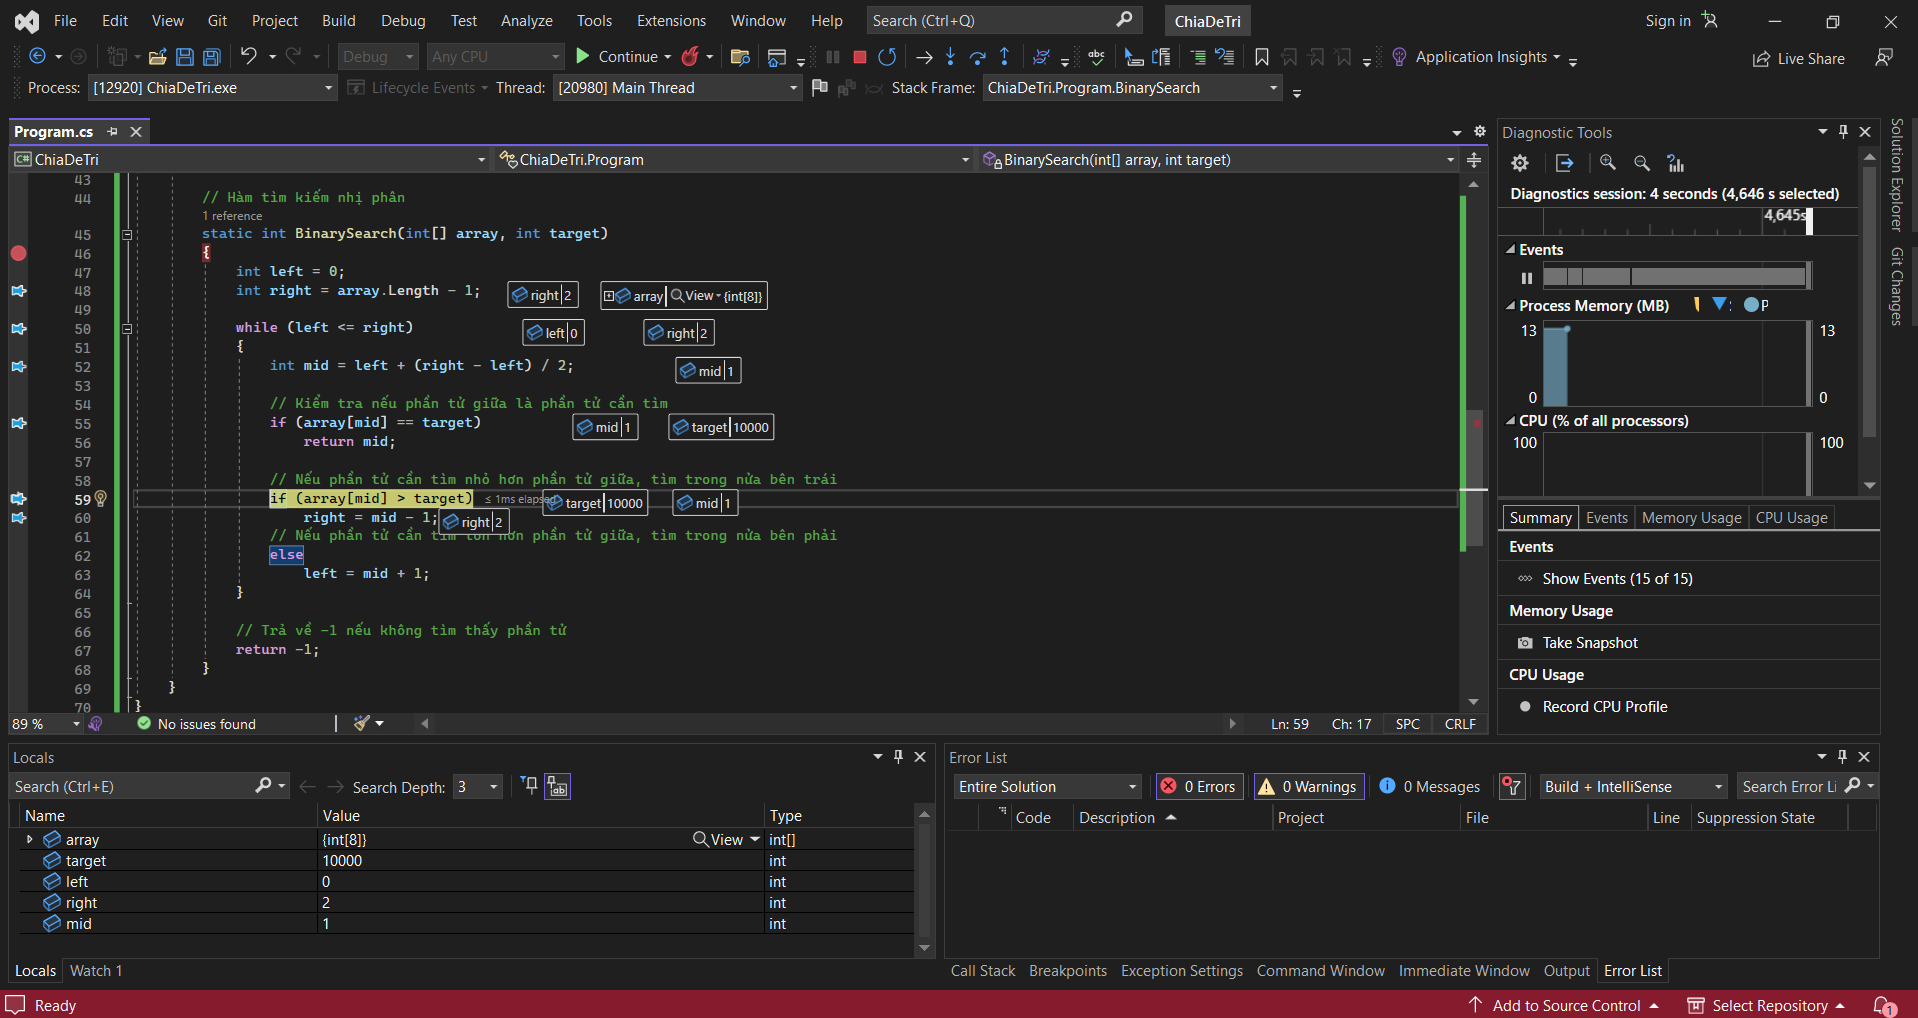 File Edit View Git Project Build Debug Test Analyze Tools Extensions Window Help Search (Ctrl+Q) ChiaDeTri Sign in
Debug Any CPU Continue Application Insights Live Share
Process: [12920] ChiaDeTri.exe Lifecycle Events Thread: [20980] Main Thread Stack Frame: ChiaDeTri.Program.BinarySearch
Program.cs
ChiaDeTri ChiaDeTri.Program BinarySearch(int[] array, int target)
43
44 // Hàm tìm kiếm nhị phân
1 reference
45 static int BinarySearch(int[] array, int target)
46 {
47 int left = 0;
48 int right = array.Length - 1; right 2 array View {int[8]}
49
50 while (left <= right) left 0 right 2
51 {
52 int mid = left + (right - left) / 2; mid 1
53
54 // Kiểm tra nếu phần tử giữa là phần tử cần tìm
55 if (array[mid] == target) mid 1 target 10000
56 return mid;
57
58 // Nếu phần tử cần tìm nhỏ hơn phần tử giữa, tìm trong nửa bên trái
59 if (array[mid] > target) ≤ 1ms elapsed target 10000 mid 1
60 right = mid - 1; right 2
61 // Nếu phần tử cần tìm lớn hơn phần tử giữa, tìm trong nửa bên phải
62 else
63 left = mid + 1;
64 }
65
66 // Trả về -1 nếu không tìm thấy phần tử
67 return -1;
68 }
69 }
70 }
89 % No issues found Ln: 59 Ch: 17 SPC CRLF
Diagnostic Tools
Diagnostics session: 4 seconds (4,646 s selected)
4,645s
Events
Process Memory (MB) P
13 13
0 0
CPU (% of all processors)
100 100
Summary Events Memory Usage CPU Usage
Events
Show Events (15 of 15)
Memory Usage
Take Snapshot
CPU Usage
Record CPU Profile
Solution Explorer
Git Changes
Locals
Search (Ctrl+E) Search Depth: 3
Name Value Type
array {int[8]} View int[]
target 10000 int
left 0 int
right 2 int
mid 1 int
Locals Watch 1
Error List
Entire Solution 0 Errors 0 Warnings 0 Messages Build + IntelliSense Search Error Li
Code Description Project File Line Suppression State
Call Stack Breakpoints Exception Settings Command Window Immediate Window Output Error List
Ready Add to Source Control Select Repository 1